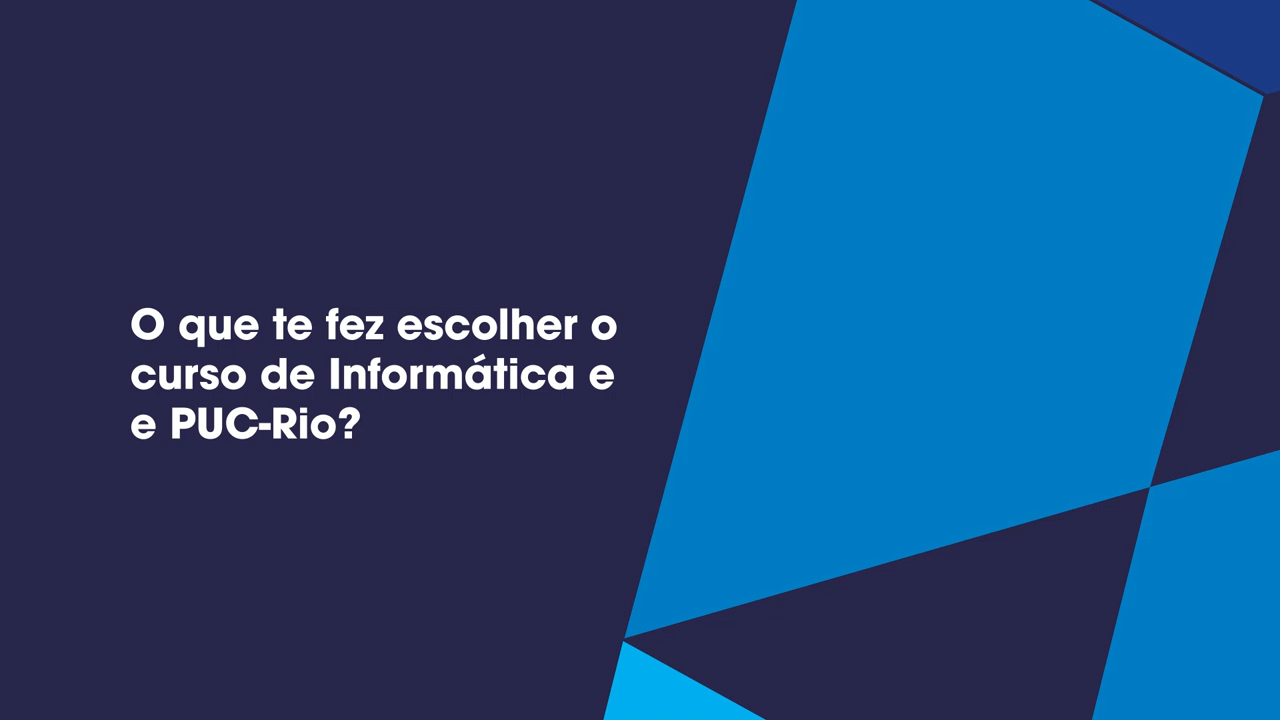 O que te fez escolher o
curso de Informática e
e PUC-Rio?